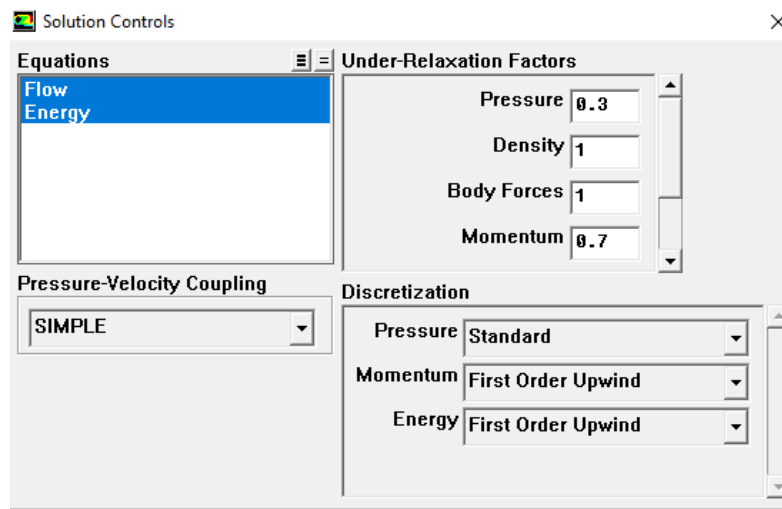 Solution Controls
Equations
Flow
Energy
Under-Relaxation Factors
Pressure 0.3
Density 1
Body Forces 1
Momentum 0.7
Pressure-Velocity Coupling
SIMPLE
Discretization
Pressure Standard
Momentum First Order Upwind
Energy First Order Upwind